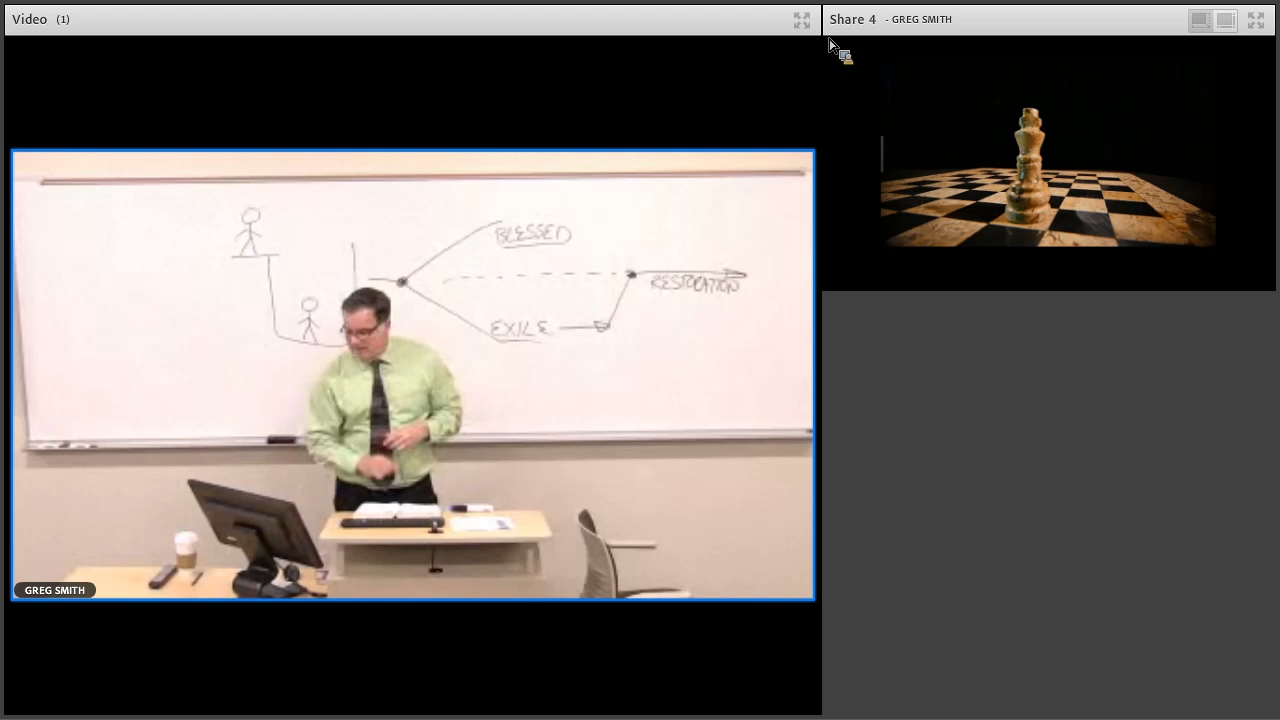 Video (1)
Share 4 - GREG SMITH
BLESSED
RESTORATION
EXILE
GREG SMITH